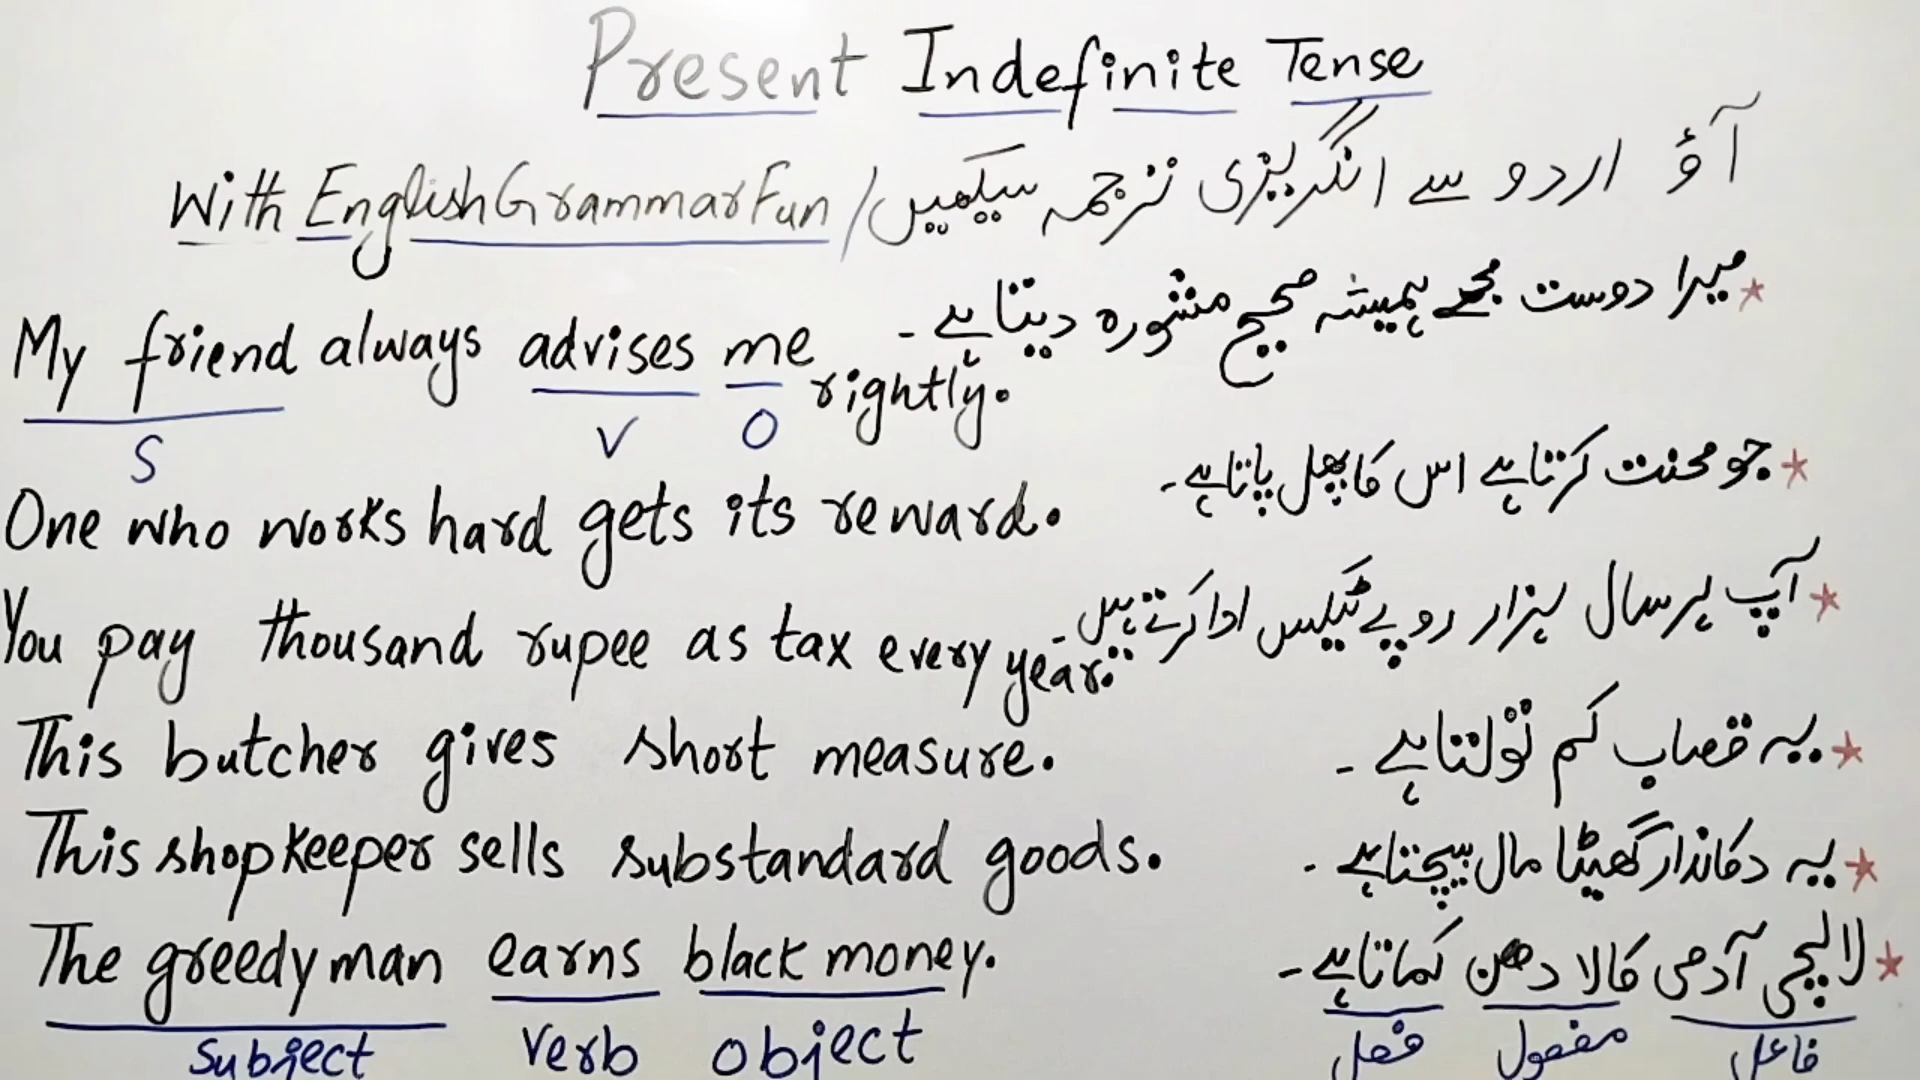 Present Indefinite Tense
With EnglishGrammarFun / آؤ اردو سے انگریزی ترجمہ سیکھیں
میرا دوست مجھے ہمیشہ صحیح مشورہ دیتا ہے۔
My friend always advises me rightly.
S V O
جو محنت کرتا ہے اس کا پھل پاتا ہے۔
One who works hard gets its reward.
آپ ہر سال ہزار روپے ٹیکس ادا کرتے ہیں۔
You pay thousand rupee as tax every year.
یہ قصاب کم تولتا ہے۔
This butcher gives short measure.
یہ دکاندار گھٹیا مال بیچتا ہے۔
This shopkeeper sells substandard goods.
لالچی آدمی کالا دھن کماتا ہے۔
The greedy man earns black money.
Subject verb object
فاعل مفعول فعل